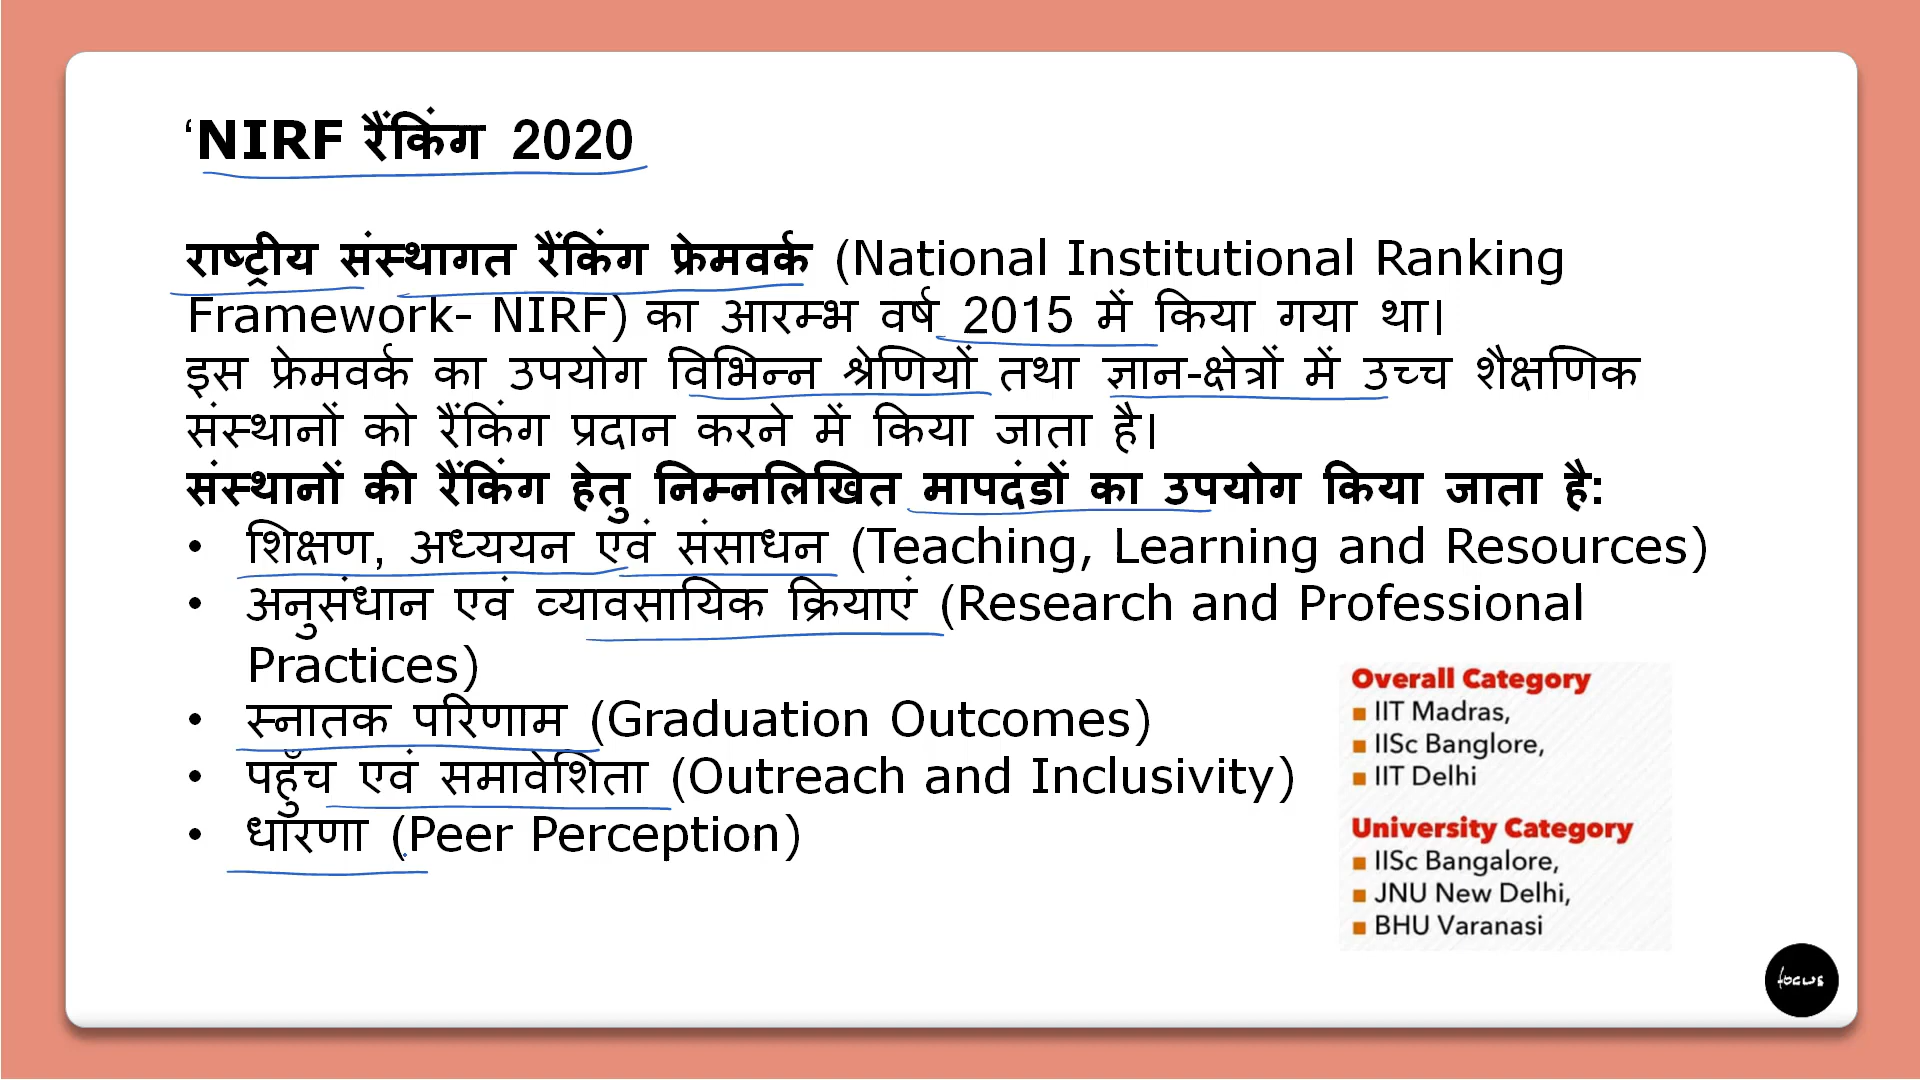 ‘NIRF रैंकिंग 2020
राष्ट्रीय संस्थागत रैंकिंग फ्रेमवर्क (National Institutional Ranking
Framework- NIRF) का आरम्भ वर्ष 2015 में किया गया था।
इस फ्रेमवर्क का उपयोग विभिन्न श्रेणियों तथा ज्ञान-क्षेत्रों में उच्च शैक्षणिक
संस्थानों को रैंकिंग प्रदान करने में किया जाता है।
संस्थानों की रैंकिंग हेतु निम्नलिखित मापदंडों का उपयोग किया जाता है:
• शिक्षण, अध्ययन एवं संसाधन (Teaching, Learning and Resources)
• अनुसंधान एवं व्यावसायिक क्रियाएं (Research and Professional
Practices)
• स्नातक परिणाम (Graduation Outcomes)
• पहुँच एवं समावेशिता (Outreach and Inclusivity)
• धारणा (Peer Perception)
Overall Category
■ IIT Madras,
■ IISc Banglore,
■ IIT Delhi
University Category
■ IISc Bangalore,
■ JNU New Delhi,
■ BHU Varanasi
focus